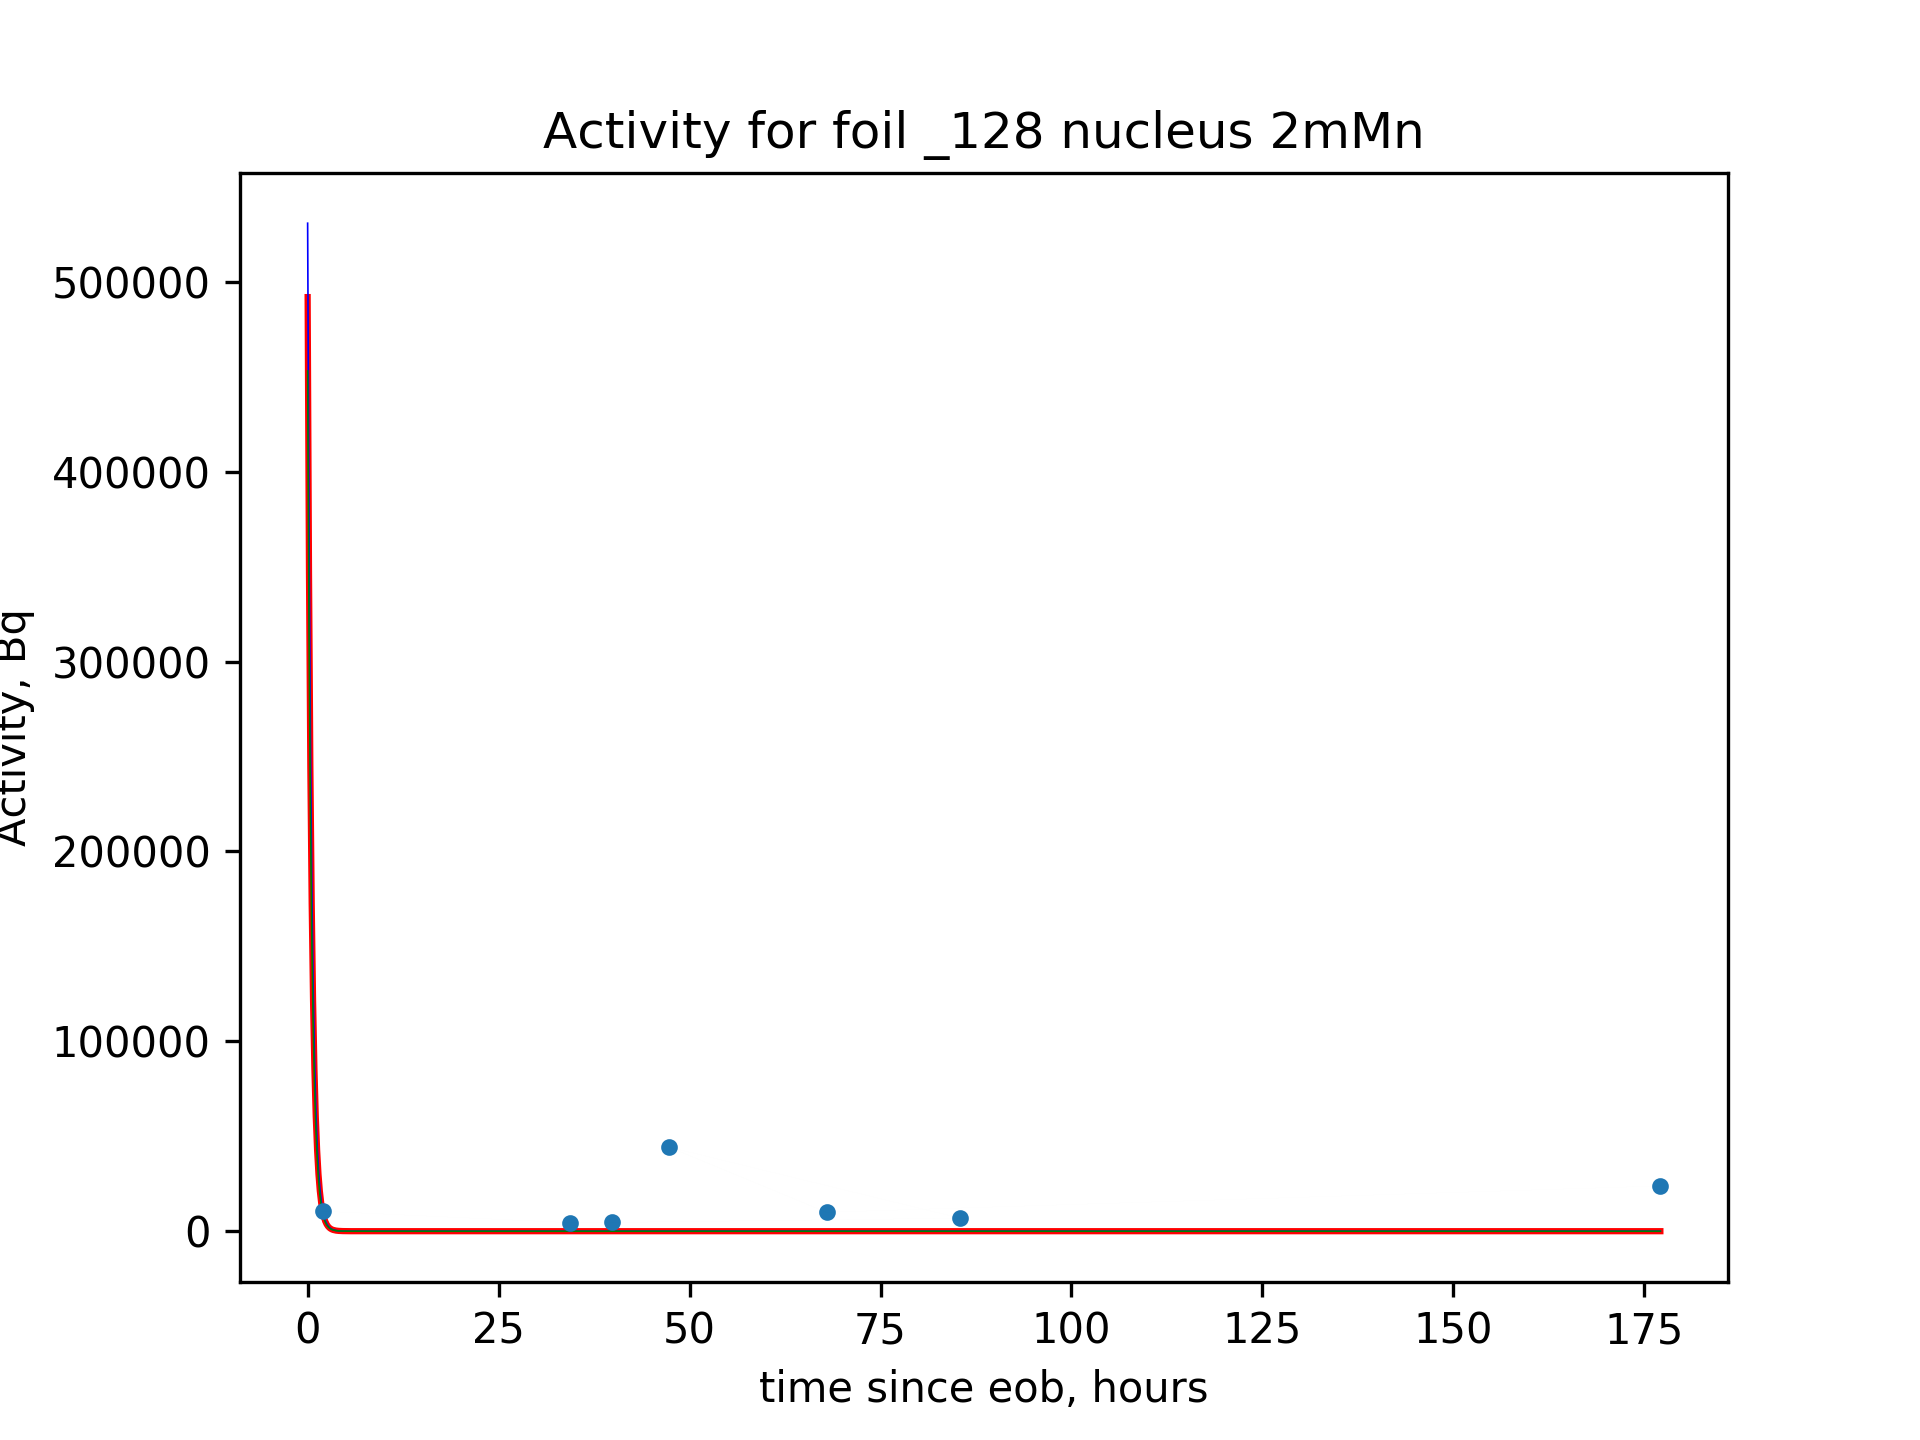 Activity for foil _128 nucleus 2mMn
500000
400000
300000
200000
100000
0
Activity, Bq
0 25 50 75 100 125 150 175
time since eob, hours